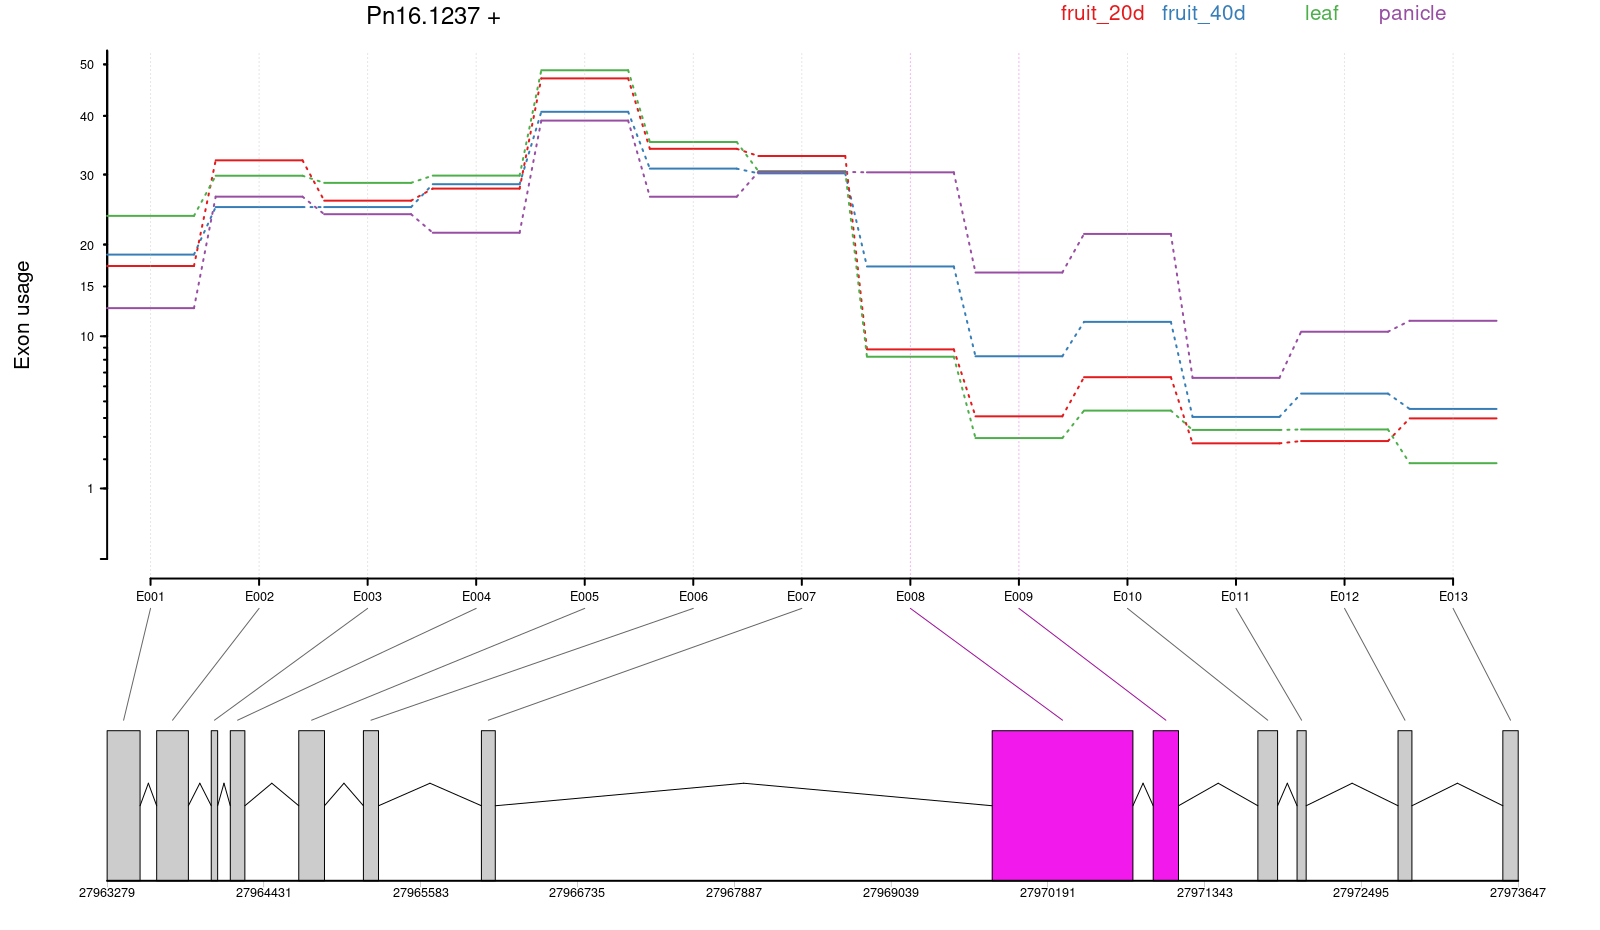 Pn16.1237 +
fruit_20d fruit_40d leaf panicle
Exon usage
50
40
30
20
15
10
1
E001 E002 E003 E004 E005 E006 E007 E008 E009 E010 E011 E012 E013
27963279 27964431 27965583 27966735 27967887 27969039 27970191 27971343 27972495 27973647